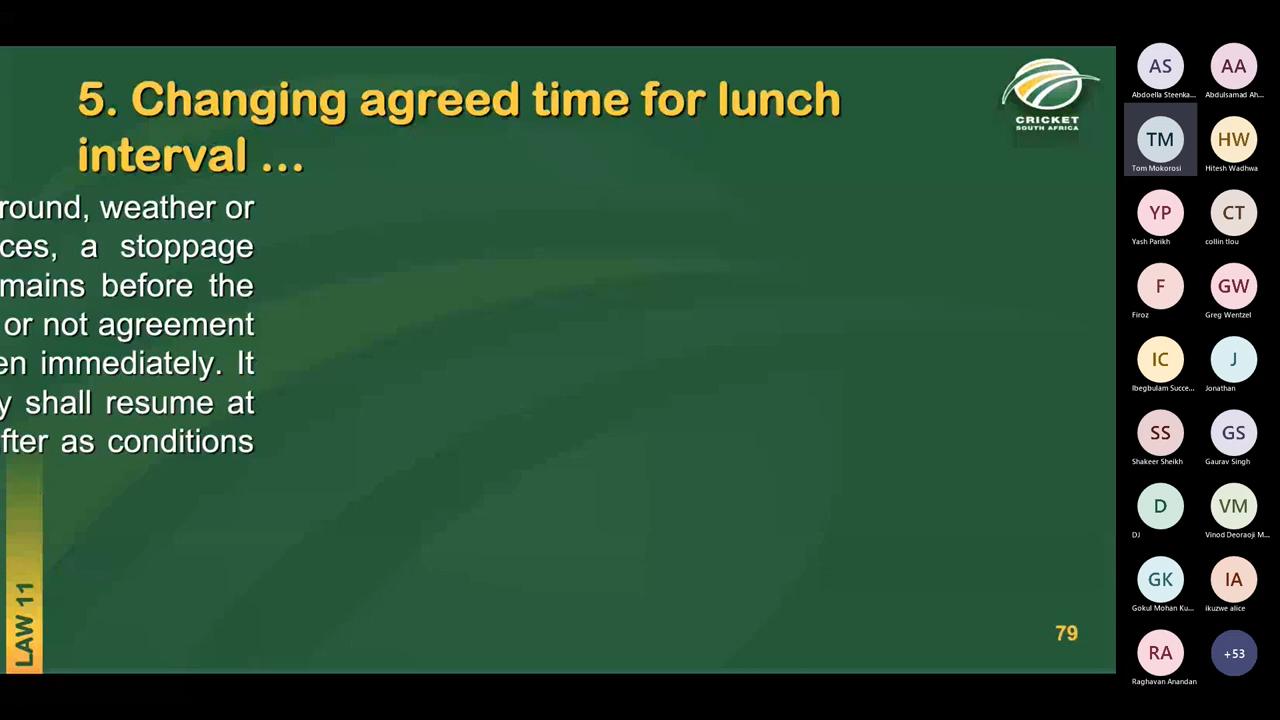 5. Changing agreed time for lunch
interval ...
round, weather or
ces, a stoppage
mains before the
or not agreement
en immediately. It
y shall resume at
fter as conditions
LAW 11
79
CRICKET
SOUTH AFRICA
AS
Abdoella Steenka...
AA
Abdulsamad Ah...
TM
Tom Mokorosi
HW
Hitesh Wadhwa
YP
Yash Parikh
CT
collin tlou
F
Firoz
GW
Greg Wentzel
IC
Ibegbulam Succe...
J
Jonathan
SS
Shakeer Sheikh
GS
Gaurav Singh
D
DJ
VM
Vinod Deoraoji M...
GK
Gokul Mohan Ku...
IA
ikuzwe alice
RA
Raghavan Anandan
+53